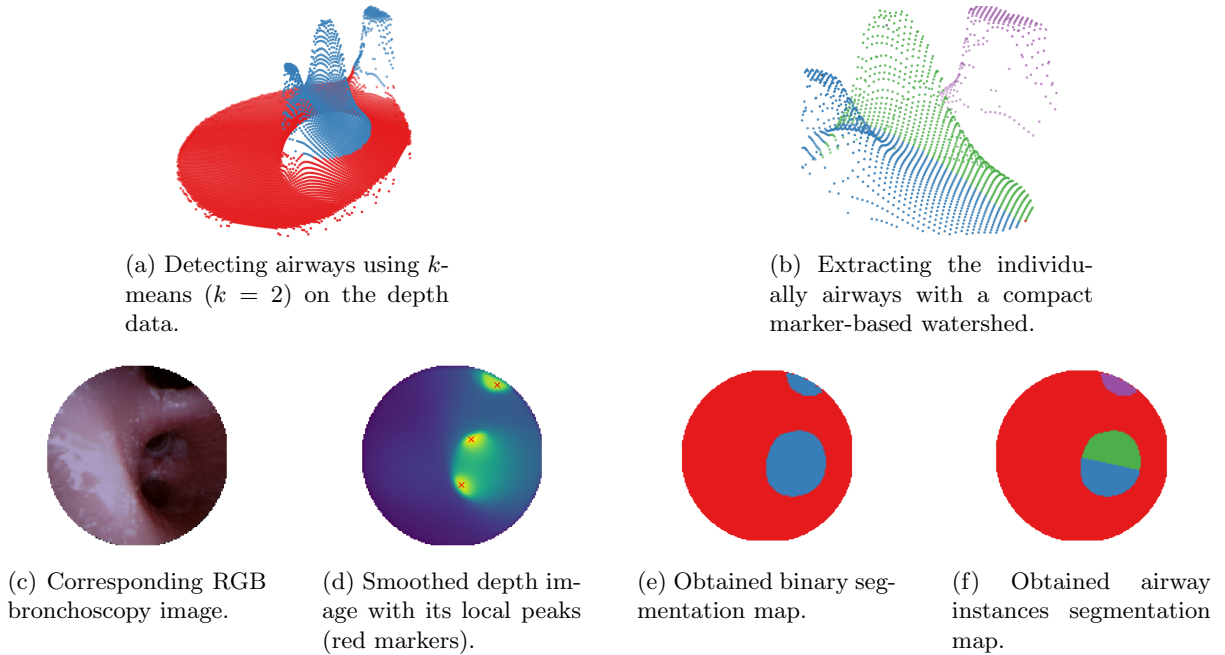 (a) Detecting airways using k-
means (k = 2) on the depth
data.
(b) Extracting the individu-
ally airways with a compact
marker-based watershed.
(c) Corresponding RGB
bronchoscopy image.
(d) Smoothed depth im-
age with its local peaks
(red markers).
(e) Obtained binary seg-
mentation map.
(f) Obtained airway
instances segmentation
map.